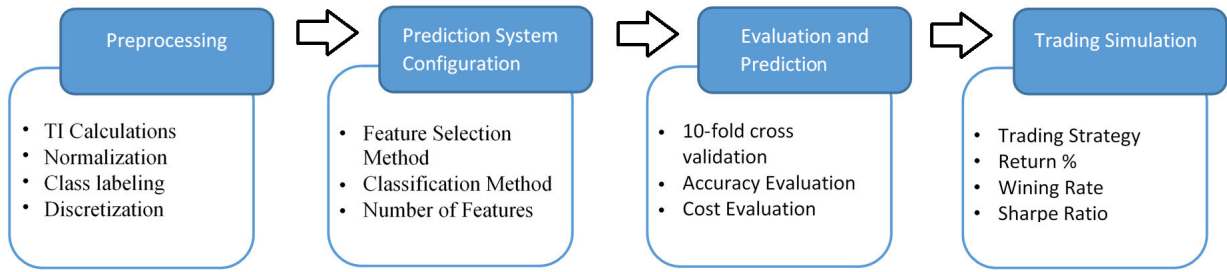 Preprocessing
• TI Calculations
• Normalization
• Class labeling
• Discretization
Prediction System
Configuration
• Feature Selection
Method
• Classification Method
• Number of Features
Evaluation and
Prediction
• 10-fold cross
validation
• Accuracy Evaluation
• Cost Evaluation
Trading Simulation
• Trading Strategy
• Return %
• Wining Rate
• Sharpe Ratio